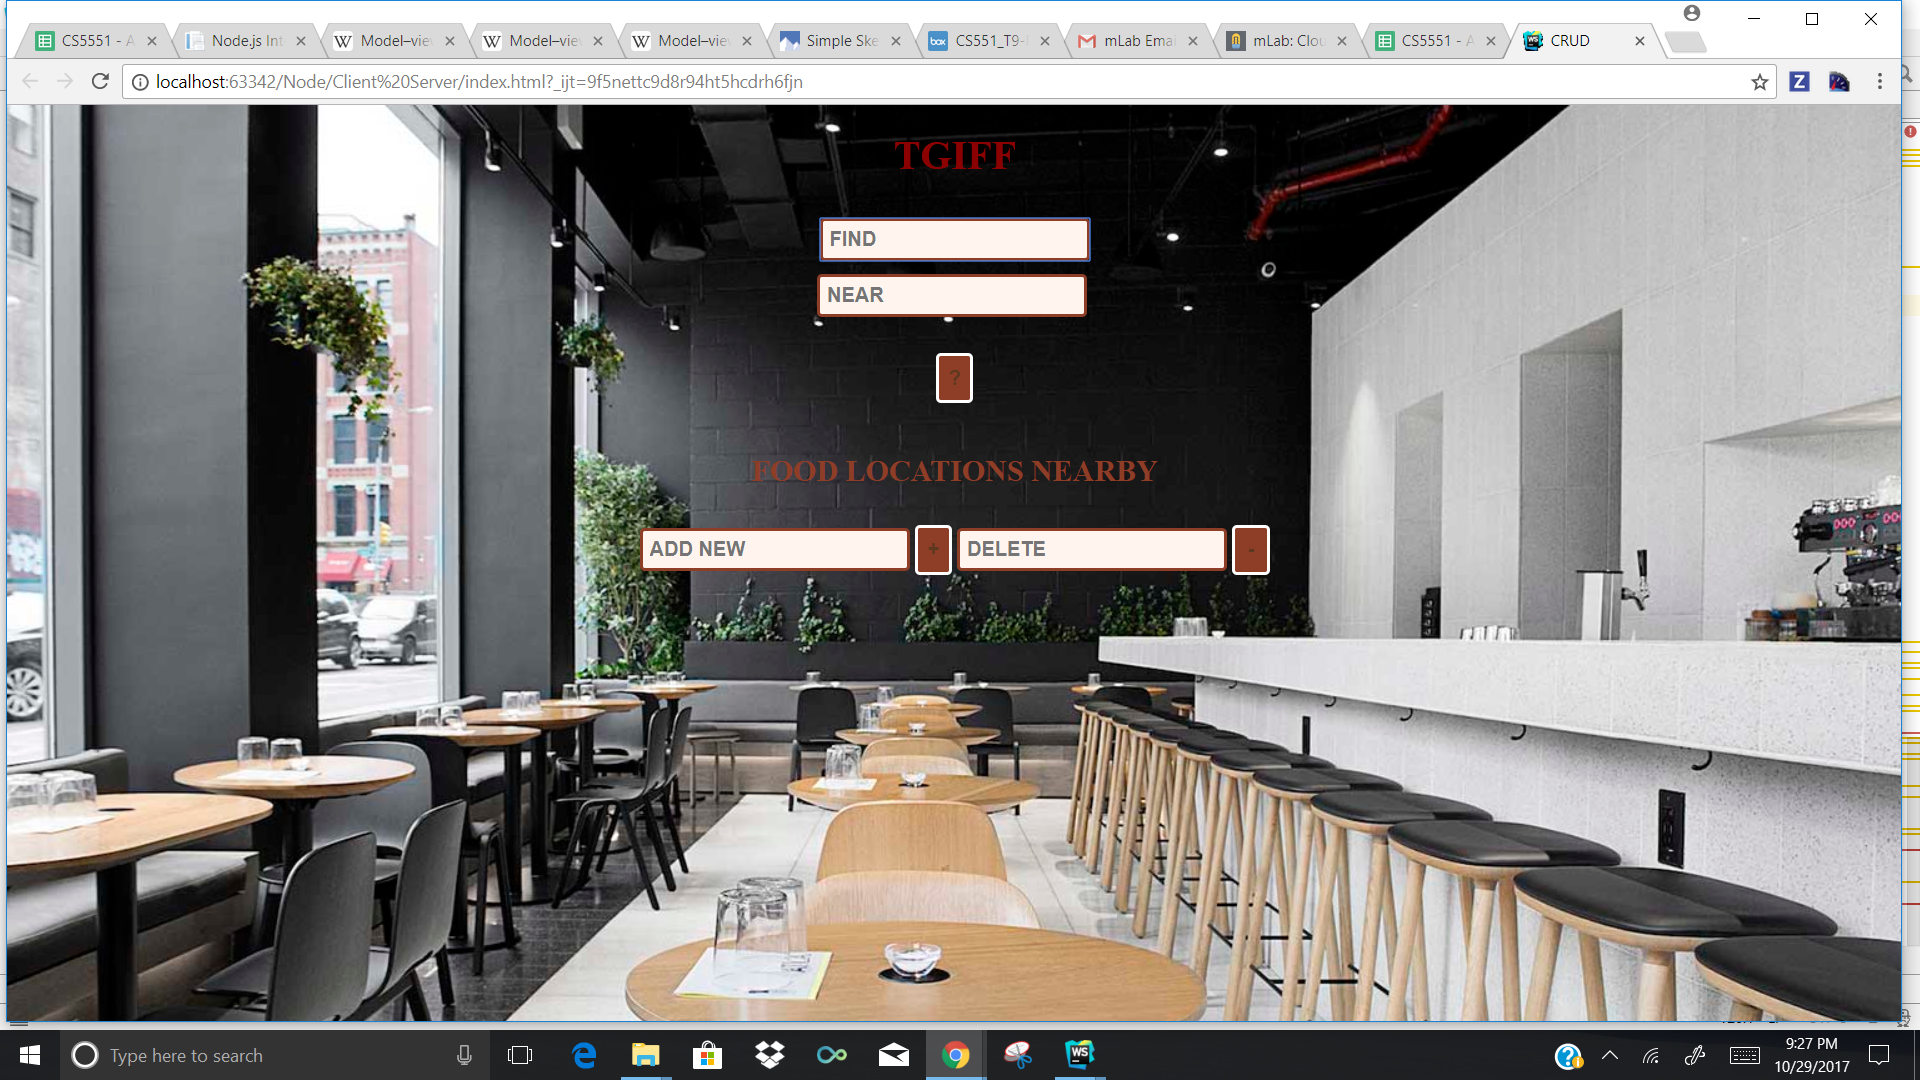 CS5551 - A
Node.js Int
Model–vie
Model–vie
Model–vie
Simple Ske
CS551_T9-
mLab Emai
mLab: Clou
CS5551 - A
CRUD
localhost:63342/Node/Client%20Server/index.html?_ijt=9f5nettc9d8r94ht5hcdrh6fjn
TGIFF
FIND
NEAR
?
FOOD LOCATIONS NEARBY
ADD NEW
+
DELETE
-
Type here to search
9:27 PM
10/29/2017